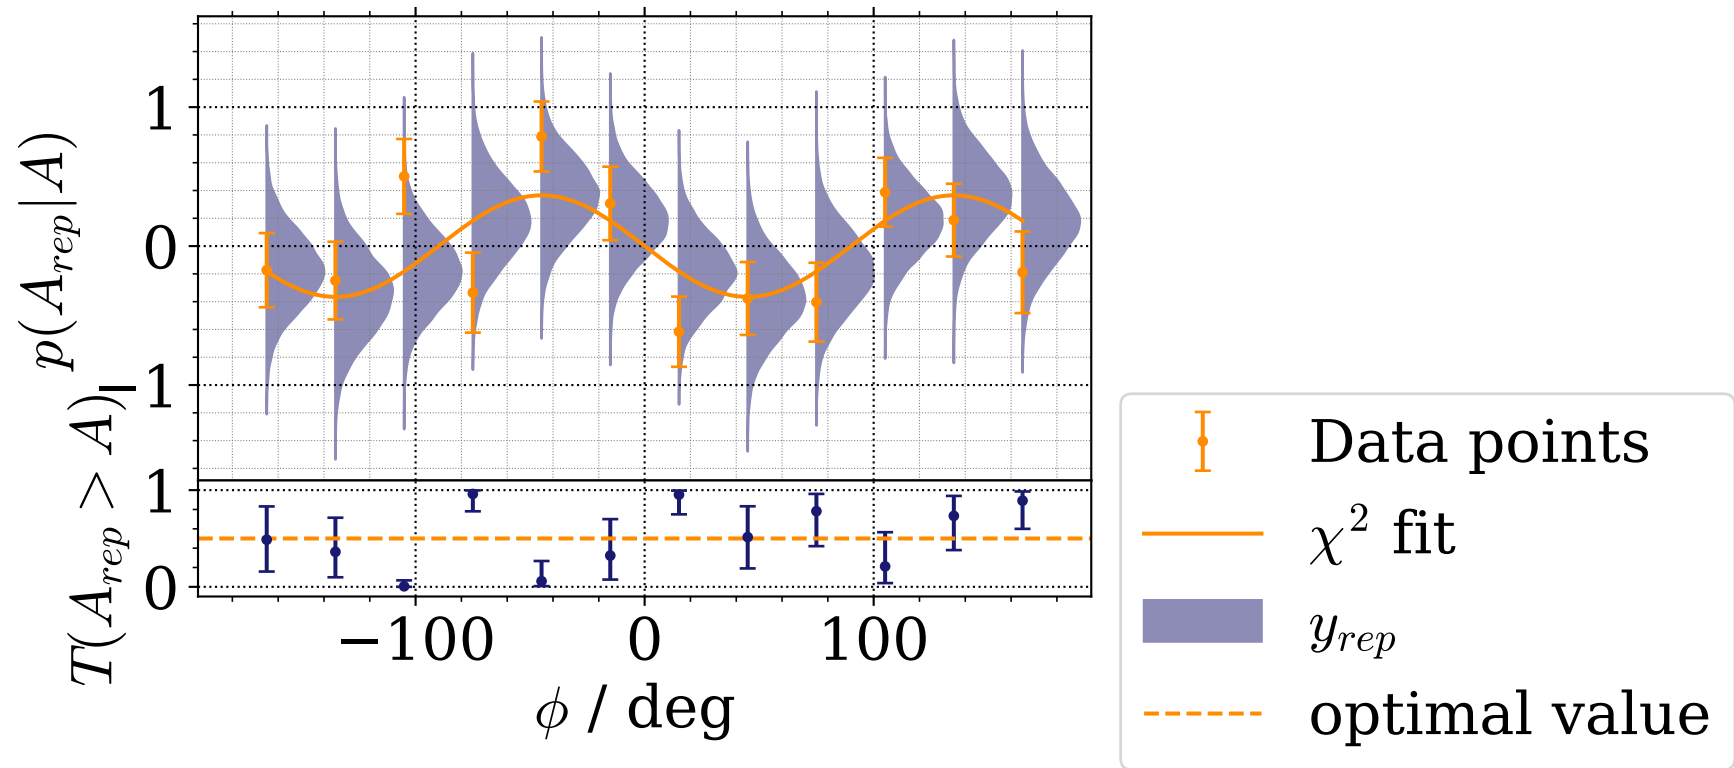 p(A_rep|A)
1
0
−1
T(A_rep > A)
1
0
−100 0 100
ϕ / deg
Data points
χ² fit
y_rep
optimal value